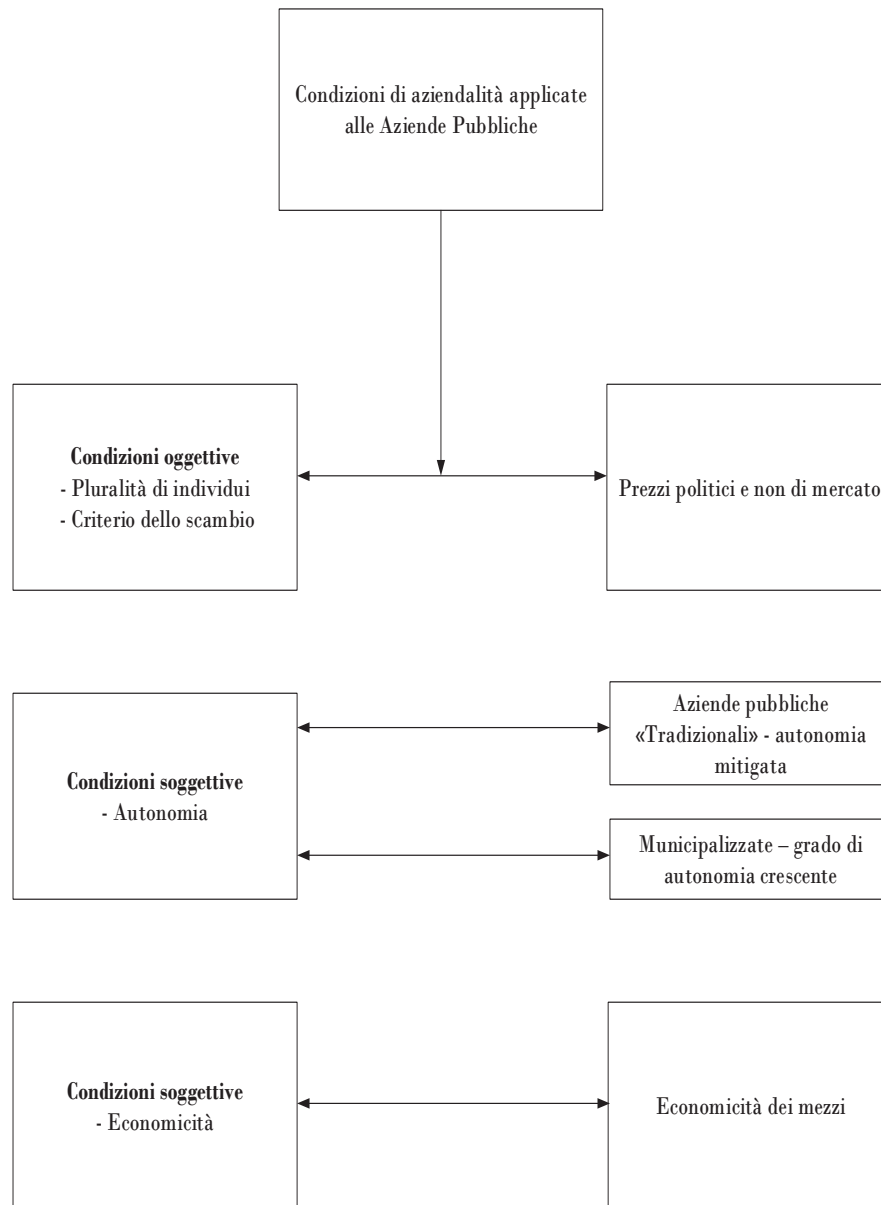 Condizioni di aziendalità applicate
alle Aziende Pubbliche
Condizioni oggettive
- Pluralità di individui
- Criterio dello scambio
Prezzi politici e non di mercato
Condizioni soggettive
- Autonomia
Aziende pubbliche
«Tradizionali» - autonomia
mitigata
Municipalizzate – grado di
autonomia crescente
Condizioni soggettive
- Economicità
Economicità dei mezzi